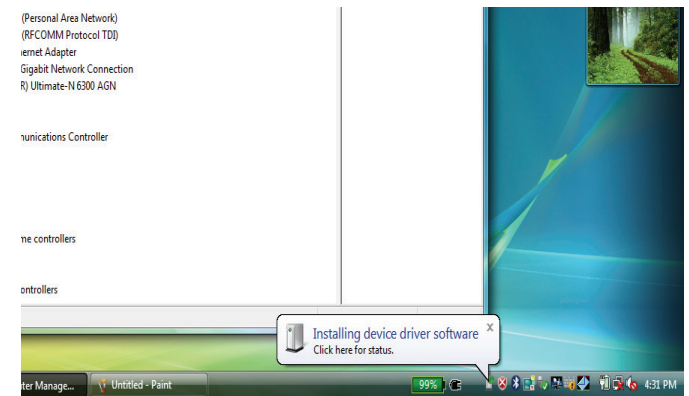 (Personal Area Network)
(RFCOMM Protocol TDI)
ernet Adapter
Gigabit Network Connection
R) Ultimate-N 6300 AGN
nunications Controller
me controllers
ontrollers
Installing device driver software
x
Click here for status.
ter Manage...
Untitled - Paint
99%
4:31 PM